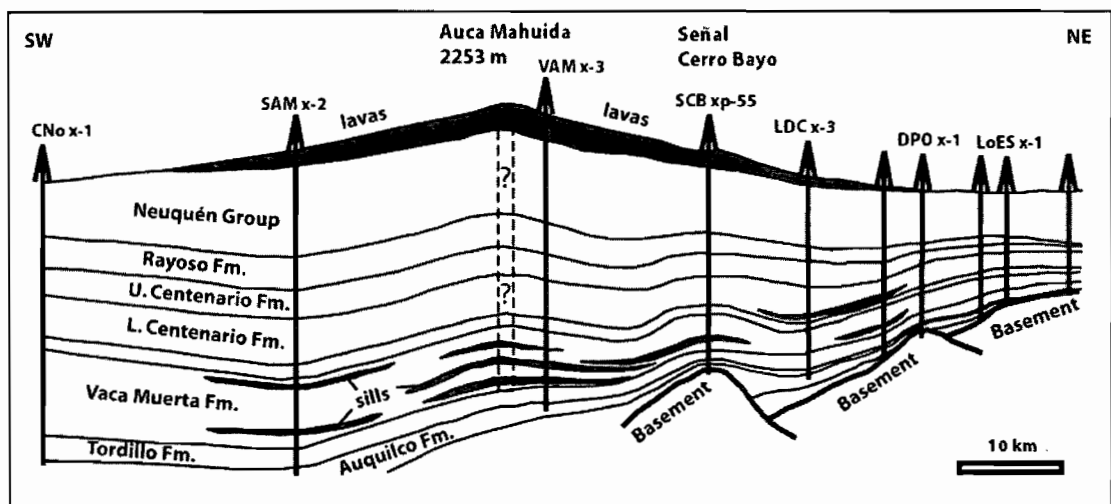 SW
Auca Mahuida
2253 m
Señal
Cerro Bayo
NE
CNo x-1
SAM x-2
lavas
VAM x-3
lavas
SCB xp-55
LDC x-3
DPO x-1
LoES x-1
?
Neuquén Group
Rayoso Fm.
U. Centenario Fm.
?
L. Centenario Fm.
Vaca Muerta Fm.
sills
Tordillo Fm.
Auquilco Fm.
Basement
Basement
Basement
10 km